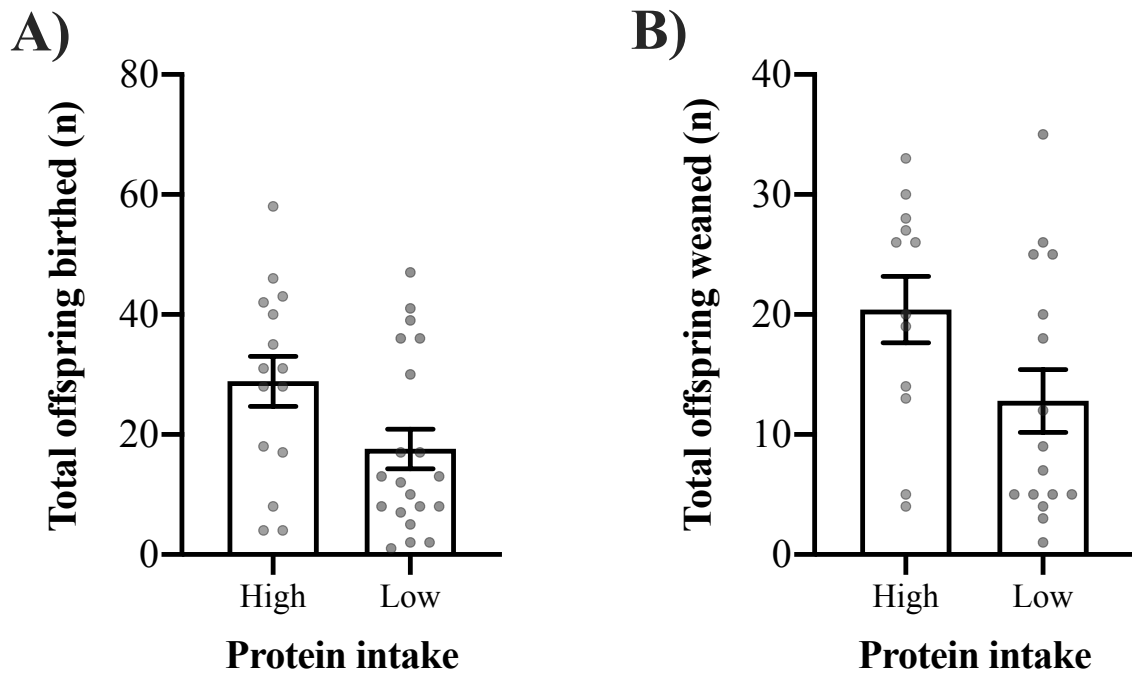 A)
Total offspring birthed (n)
80
60
40
20
0
High Low
Protein intake
B)
Total offspring weaned (n)
40
30
20
10
0
High Low
Protein intake